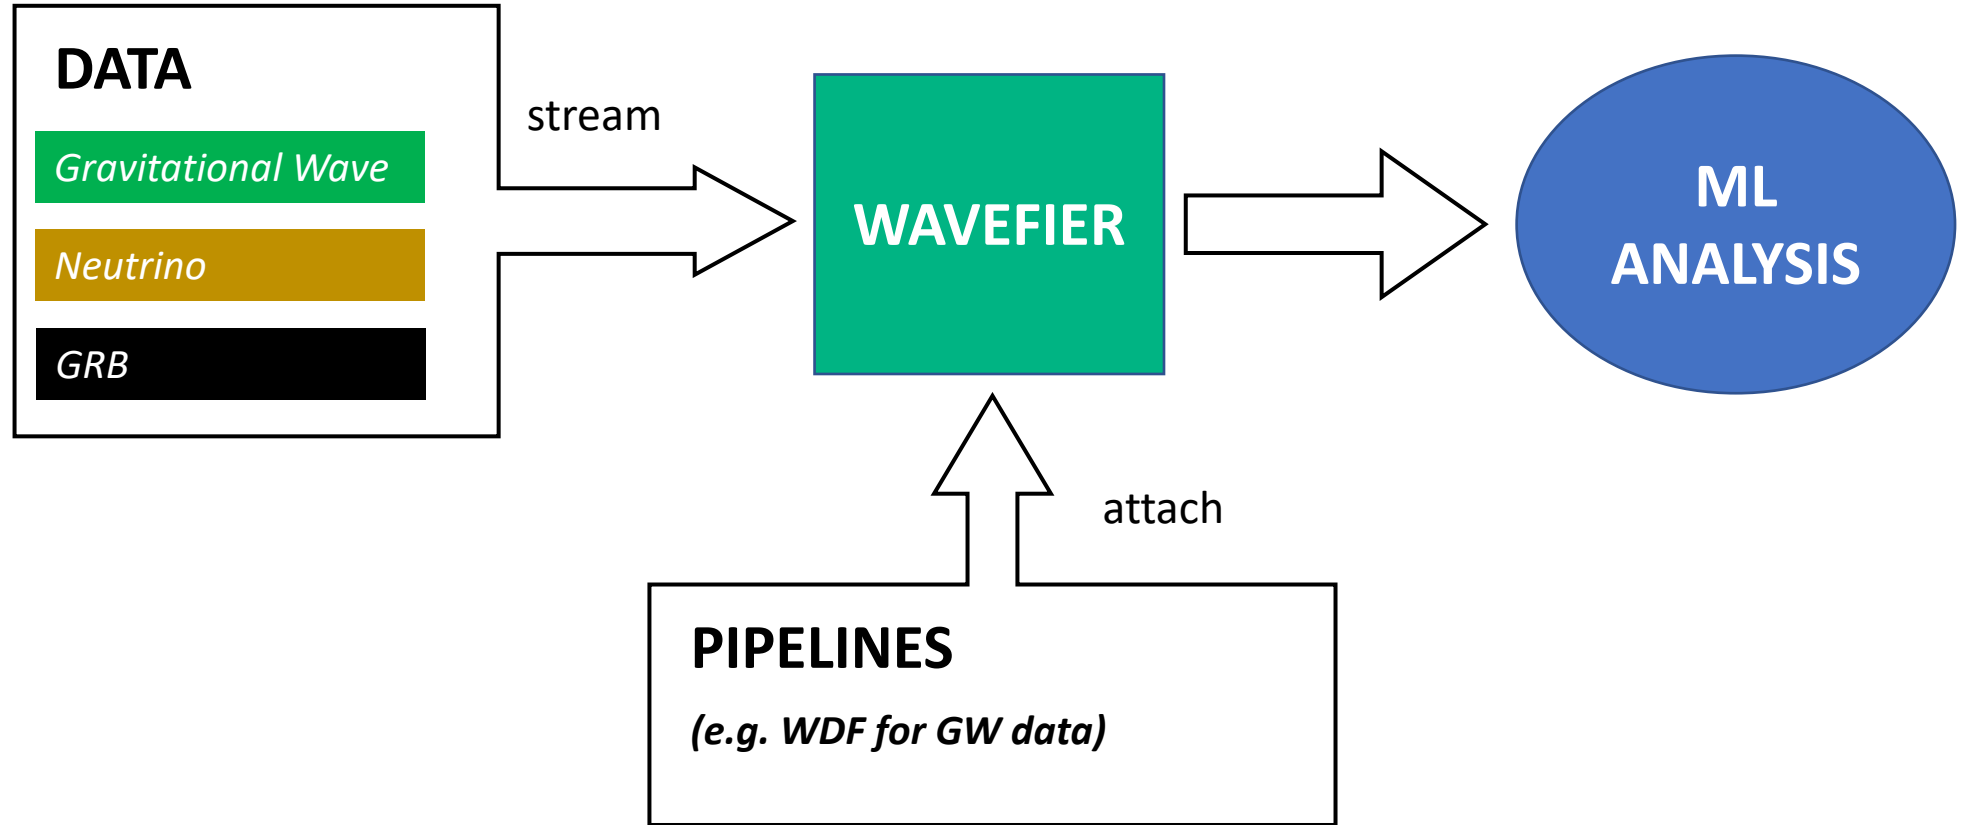 DATA
Gravitational Wave
Neutrino
GRB
stream
WAVEFIER
ML
ANALYSIS
attach
PIPELINES
(e.g. WDF for GW data)